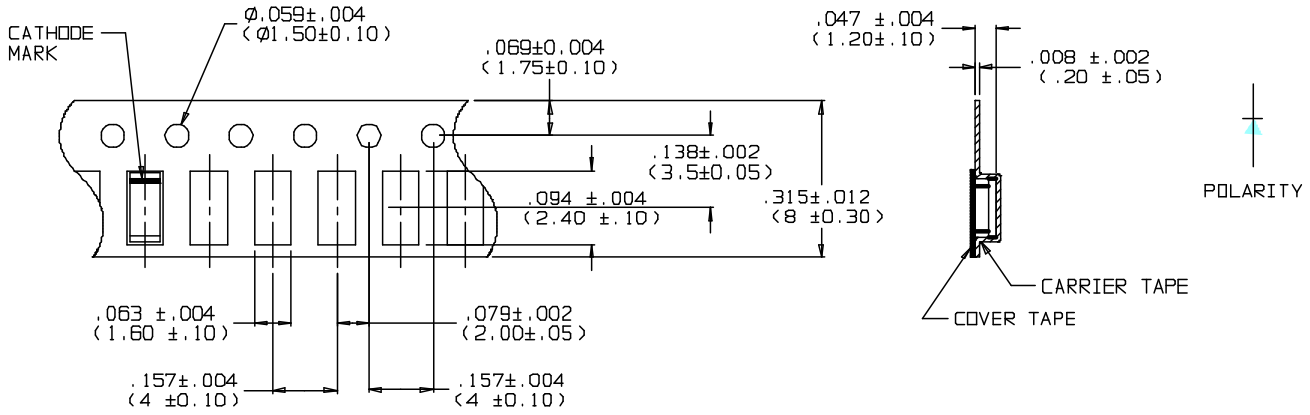 CATHODE
MARK
Ø.059±.004
(Ø1.50±0.10)
.069±0.004
(1.75±0.10)
.047 ±.004
(1.20±.10)
.008 ±.002
(.20 ±.05)
.138±.002
(3.5±0.05)
.094 ±.004
(2.40 ±.10)
.315±.012
(8 ±0.30)
POLARITY
CARRIER TAPE
COVER TAPE
.063 ±.004
(1.60 ±.10)
.079±.002
(2.00±.05)
.157±.004
(4 ±0.10)
.157±.004
(4 ±0.10)